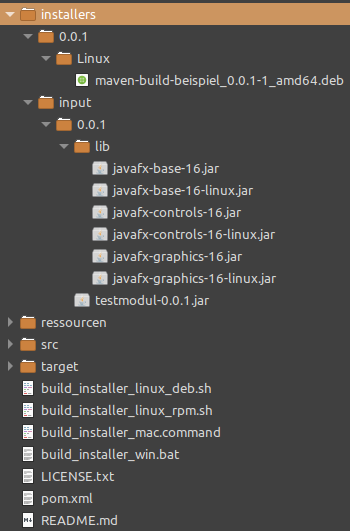 installers
0.0.1
Linux
maven-build-beispiel_0.0.1-1_amd64.deb
input
0.0.1
lib
javafx-base-16.jar
javafx-base-16-linux.jar
javafx-controls-16.jar
javafx-controls-16-linux.jar
javafx-graphics-16.jar
javafx-graphics-16-linux.jar
testmodul-0.0.1.jar
ressourcen
src
target
build_installer_linux_deb.sh
build_installer_linux_rpm.sh
build_installer_mac.command
build_installer_win.bat
LICENSE.txt
pom.xml
README.md